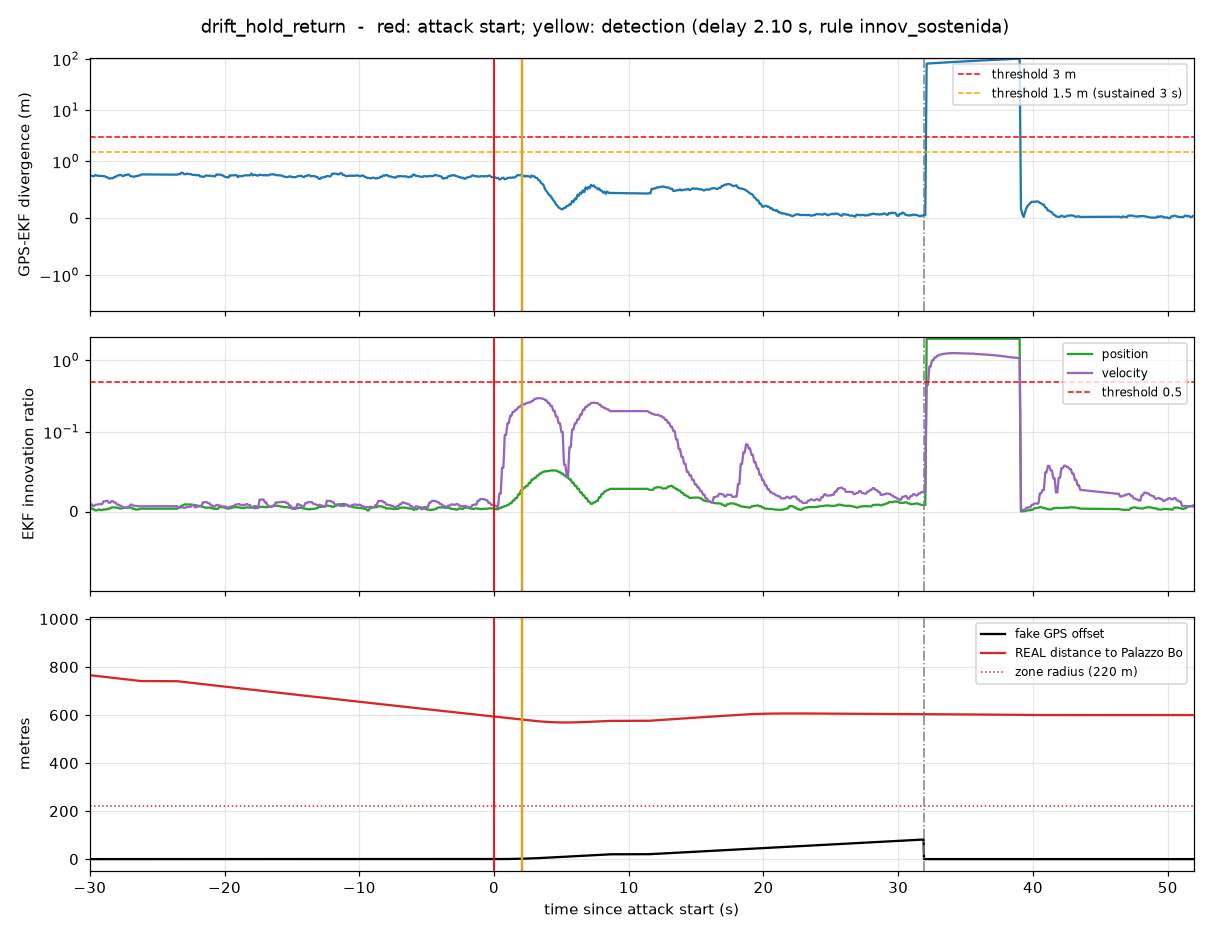 drift_hold_return - red: attack start; yellow: detection (delay 2.10 s, rule innov_sostenida)
GPS-EKF divergence (m)
10²
10¹
10⁰
0
−10⁰
threshold 3 m
threshold 1.5 m (sustained 3 s)
EKF innovation ratio
10⁰
10⁻¹
0
position
velocity
threshold 0.5
metres
1000
800
600
400
200
0
fake GPS offset
REAL distance to Palazzo Bo
zone radius (220 m)
−30 −20 −10 0 10 20 30 40 50
time since attack start (s)